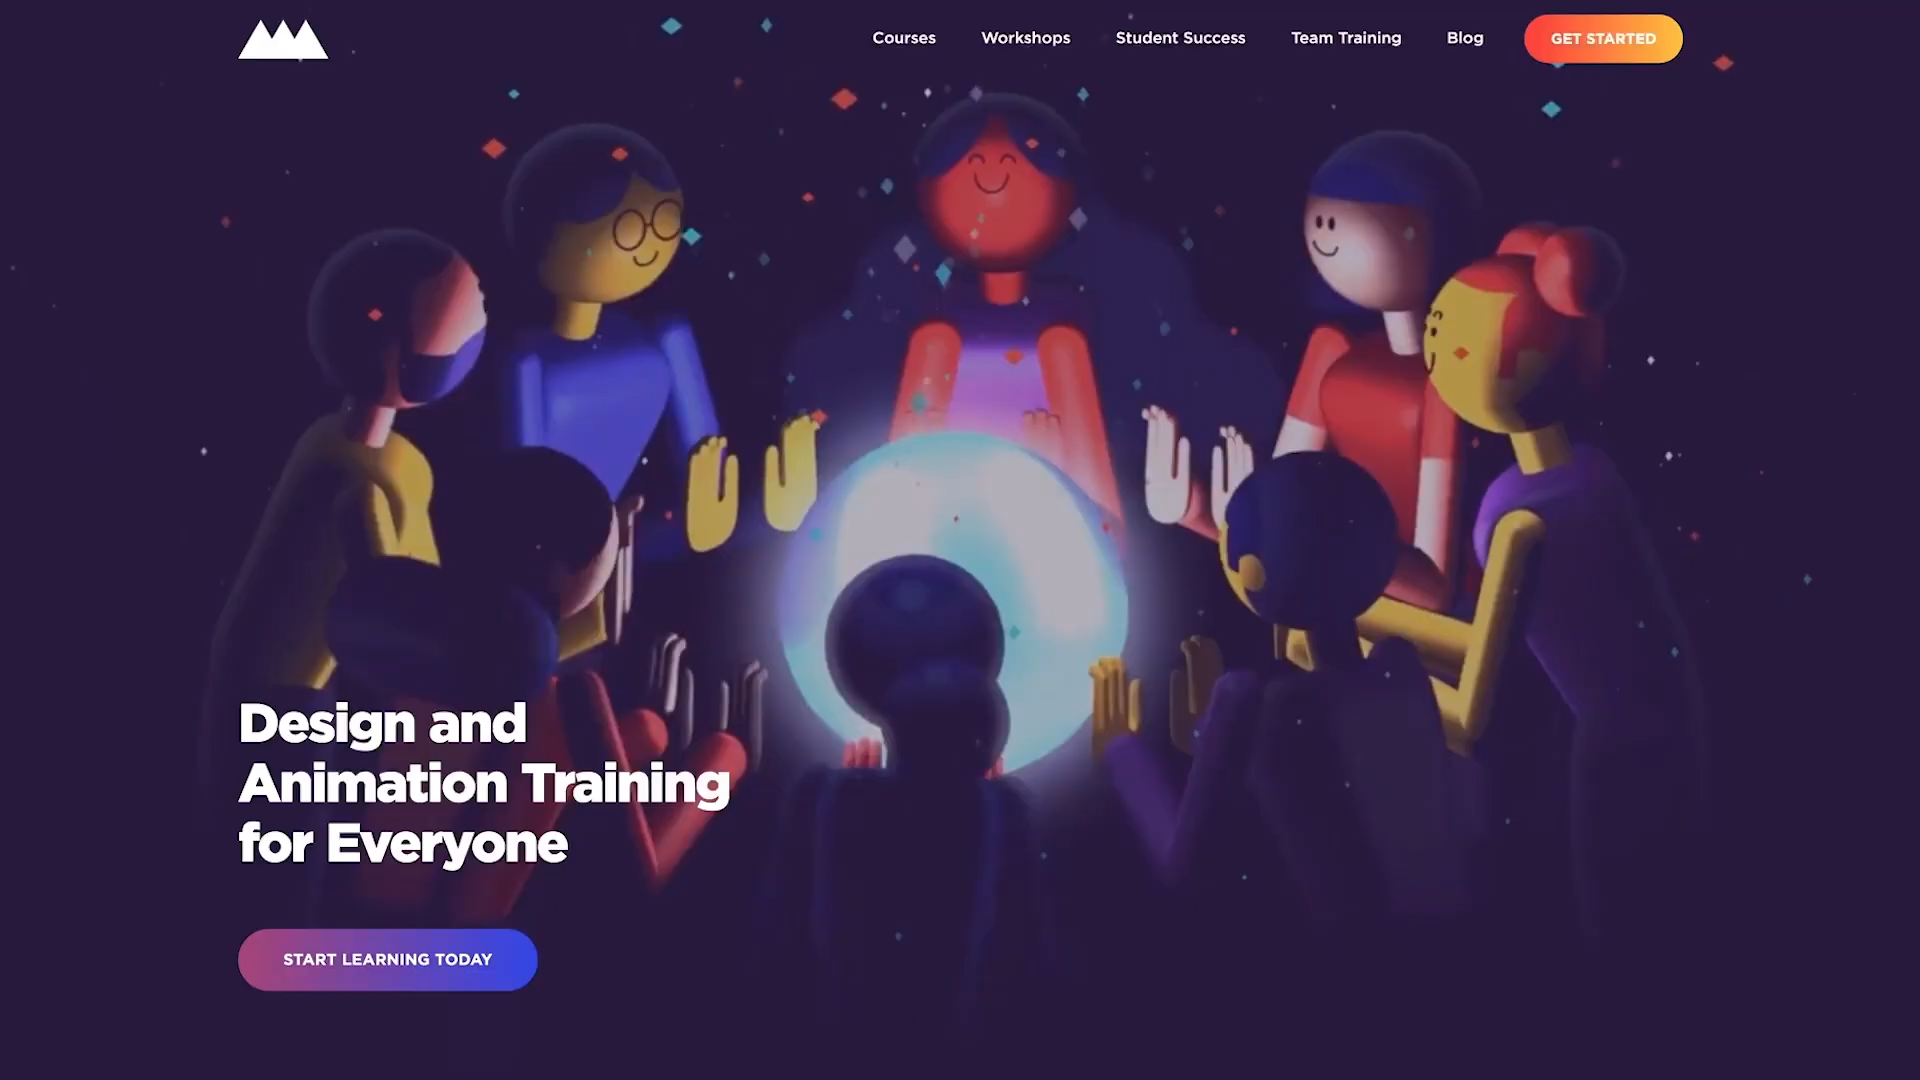 Courses
Workshops
Student Success
Team Training
Blog
GET STARTED
Design and
Animation Training
for Everyone
START LEARNING TODAY